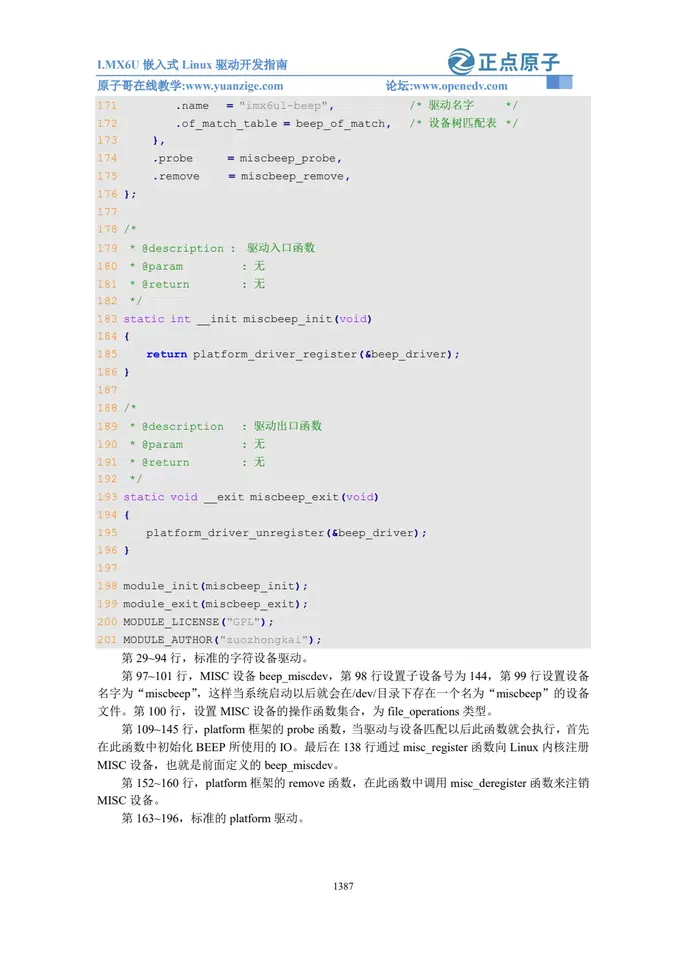 I.MX6U 嵌入式 Linux 驱动开发指南
正点原子
原子哥在线教学:www.yuanzige.com 论坛:www.openedv.com
171 .name = "imx6ul-beep", /* 驱动名字 */
172 .of_match_table = beep_of_match, /* 设备树匹配表 */
173 },
174 .probe = miscbeep_probe,
175 .remove = miscbeep_remove,
176 };
177
178 /*
179 * @description : 驱动入口函数
180 * @param : 无
181 * @return : 无
182 */
183 static int __init miscbeep_init(void)
184 {
185 return platform_driver_register(&beep_driver);
186 }
187
188 /*
189 * @description : 驱动出口函数
190 * @param : 无
191 * @return : 无
192 */
193 static void __exit miscbeep_exit(void)
194 {
195 platform_driver_unregister(&beep_driver);
196 }
197
198 module_init(miscbeep_init);
199 module_exit(miscbeep_exit);
200 MODULE_LICENSE("GPL");
201 MODULE_AUTHOR("zuozhongkai");
第 29~94 行，标准的字符设备驱动。
第 97~101 行，MISC 设备 beep_miscdev，第 98 行设置子设备号为 144，第 99 行设置设备
名字为“miscbeep”，这样当系统启动以后就会在/dev/目录下存在一个名为“miscbeep”的设备
文件。第 100 行，设置 MISC 设备的操作函数集合，为 file_operations 类型。
第 109~145 行，platform 框架的 probe 函数，当驱动与设备匹配以后此函数就会执行，首先
在此函数中初始化 BEEP 所使用的 IO。最后在 138 行通过 misc_register 函数向 Linux 内核注册
MISC 设备，也就是前面定义的 beep_miscdev。
第 152~160 行，platform 框架的 remove 函数，在此函数中调用 misc_deregister 函数来注销
MISC 设备。
第 163~196，标准的 platform 驱动。
1387